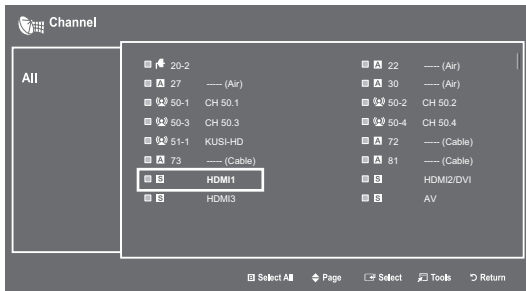 Channel
All
20-2
A 22 ----- (Air)
A 27 ----- (Air)
A 30 ----- (Air)
50-1 CH 50.1
50-2 CH 50.2
50-3 CH 50.3
50-4 CH 50.4
51-1 KUSI-HD
A 72 ----- (Cable)
A 73 ----- (Cable)
A 81 ----- (Cable)
S HDMI1
S HDMI2/DVI
S HDMI3
S AV
Select All Page Select Tools Return